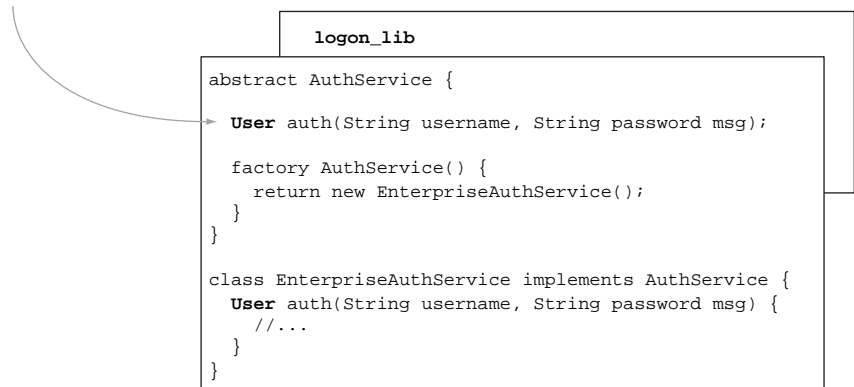 logon_lib
abstract AuthService {
User auth(String username, String password msg);
factory AuthService() {
return new EnterpriseAuthService();
}
}
class EnterpriseAuthService implements AuthService {
User auth(String username, String password msg) {
//...
}
}